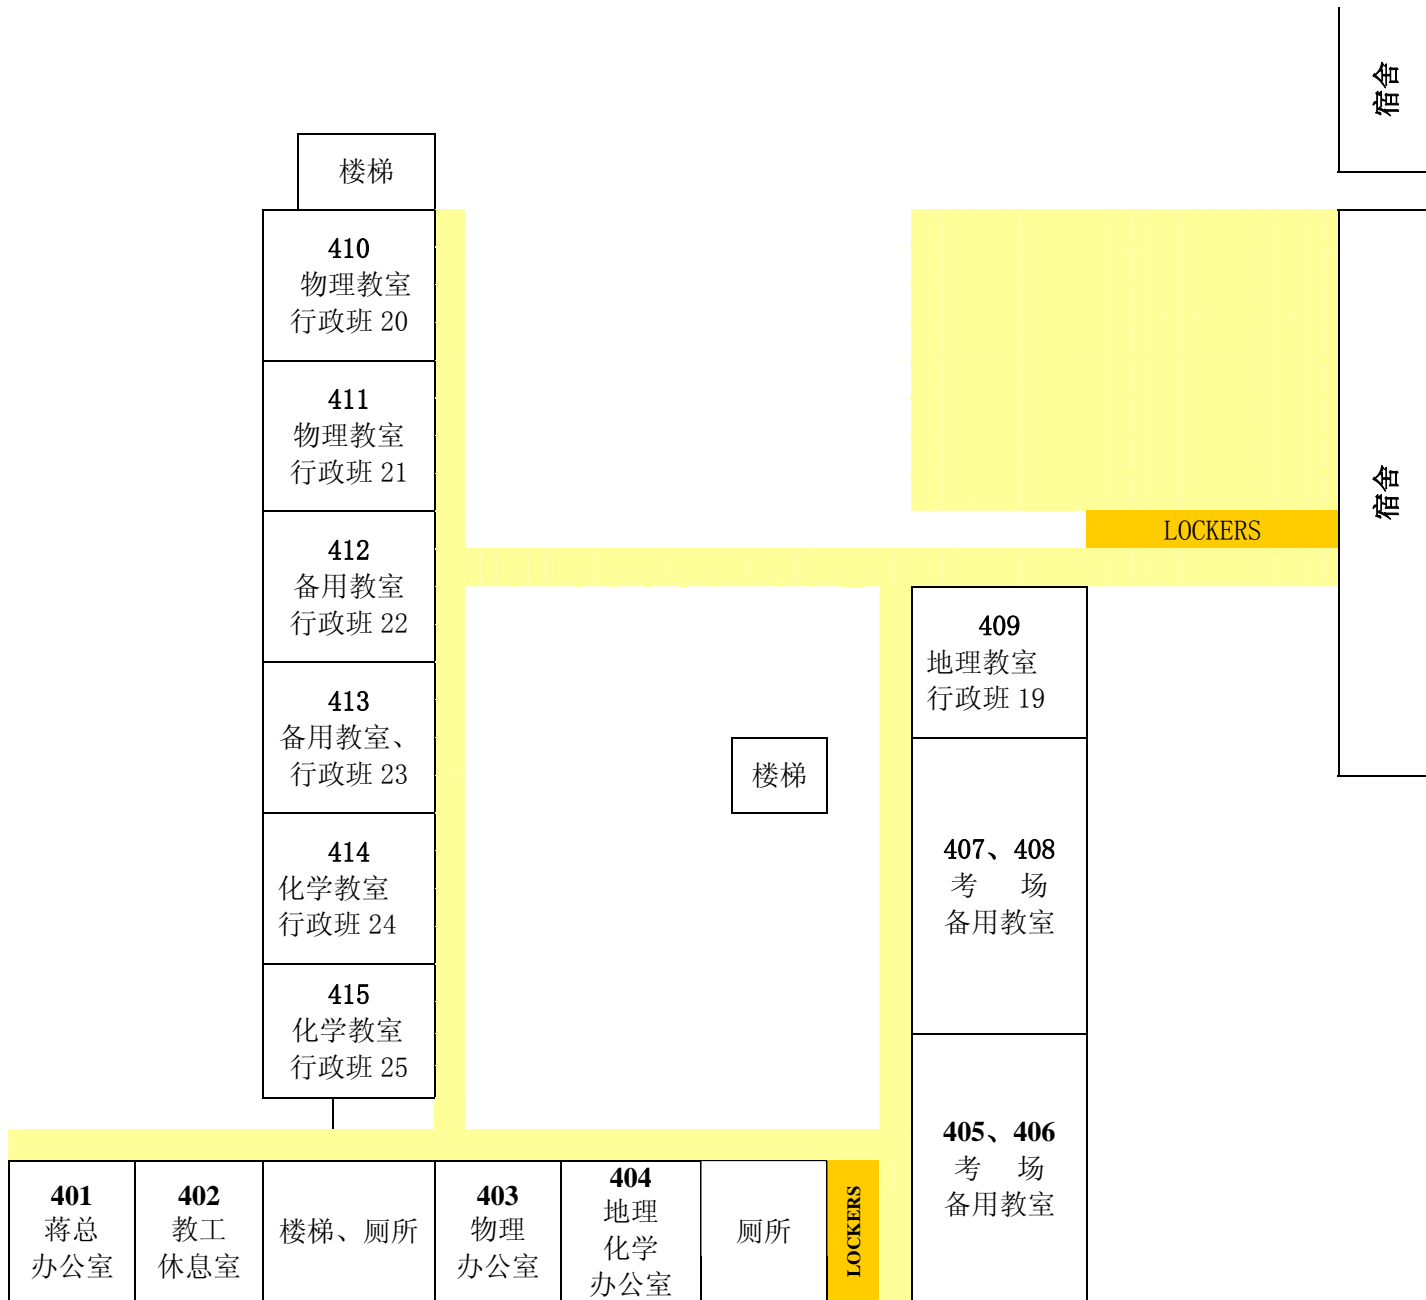 宿舍
楼梯
410
物理教室
行政班 20
411
物理教室
行政班 21
宿舍
LOCKERS
412
备用教室
行政班 22
409
地理教室
行政班 19
413
备用教室、
行政班 23
楼梯
414
化学教室
行政班 24
407、408
考 场
备用教室
415
化学教室
行政班 25
405、406
考 场
备用教室
401
蒋总
办公室
402
教工
休息室
楼梯、厕所
403
物理
办公室
404
地理
化学
办公室
厕所
LOCKERS